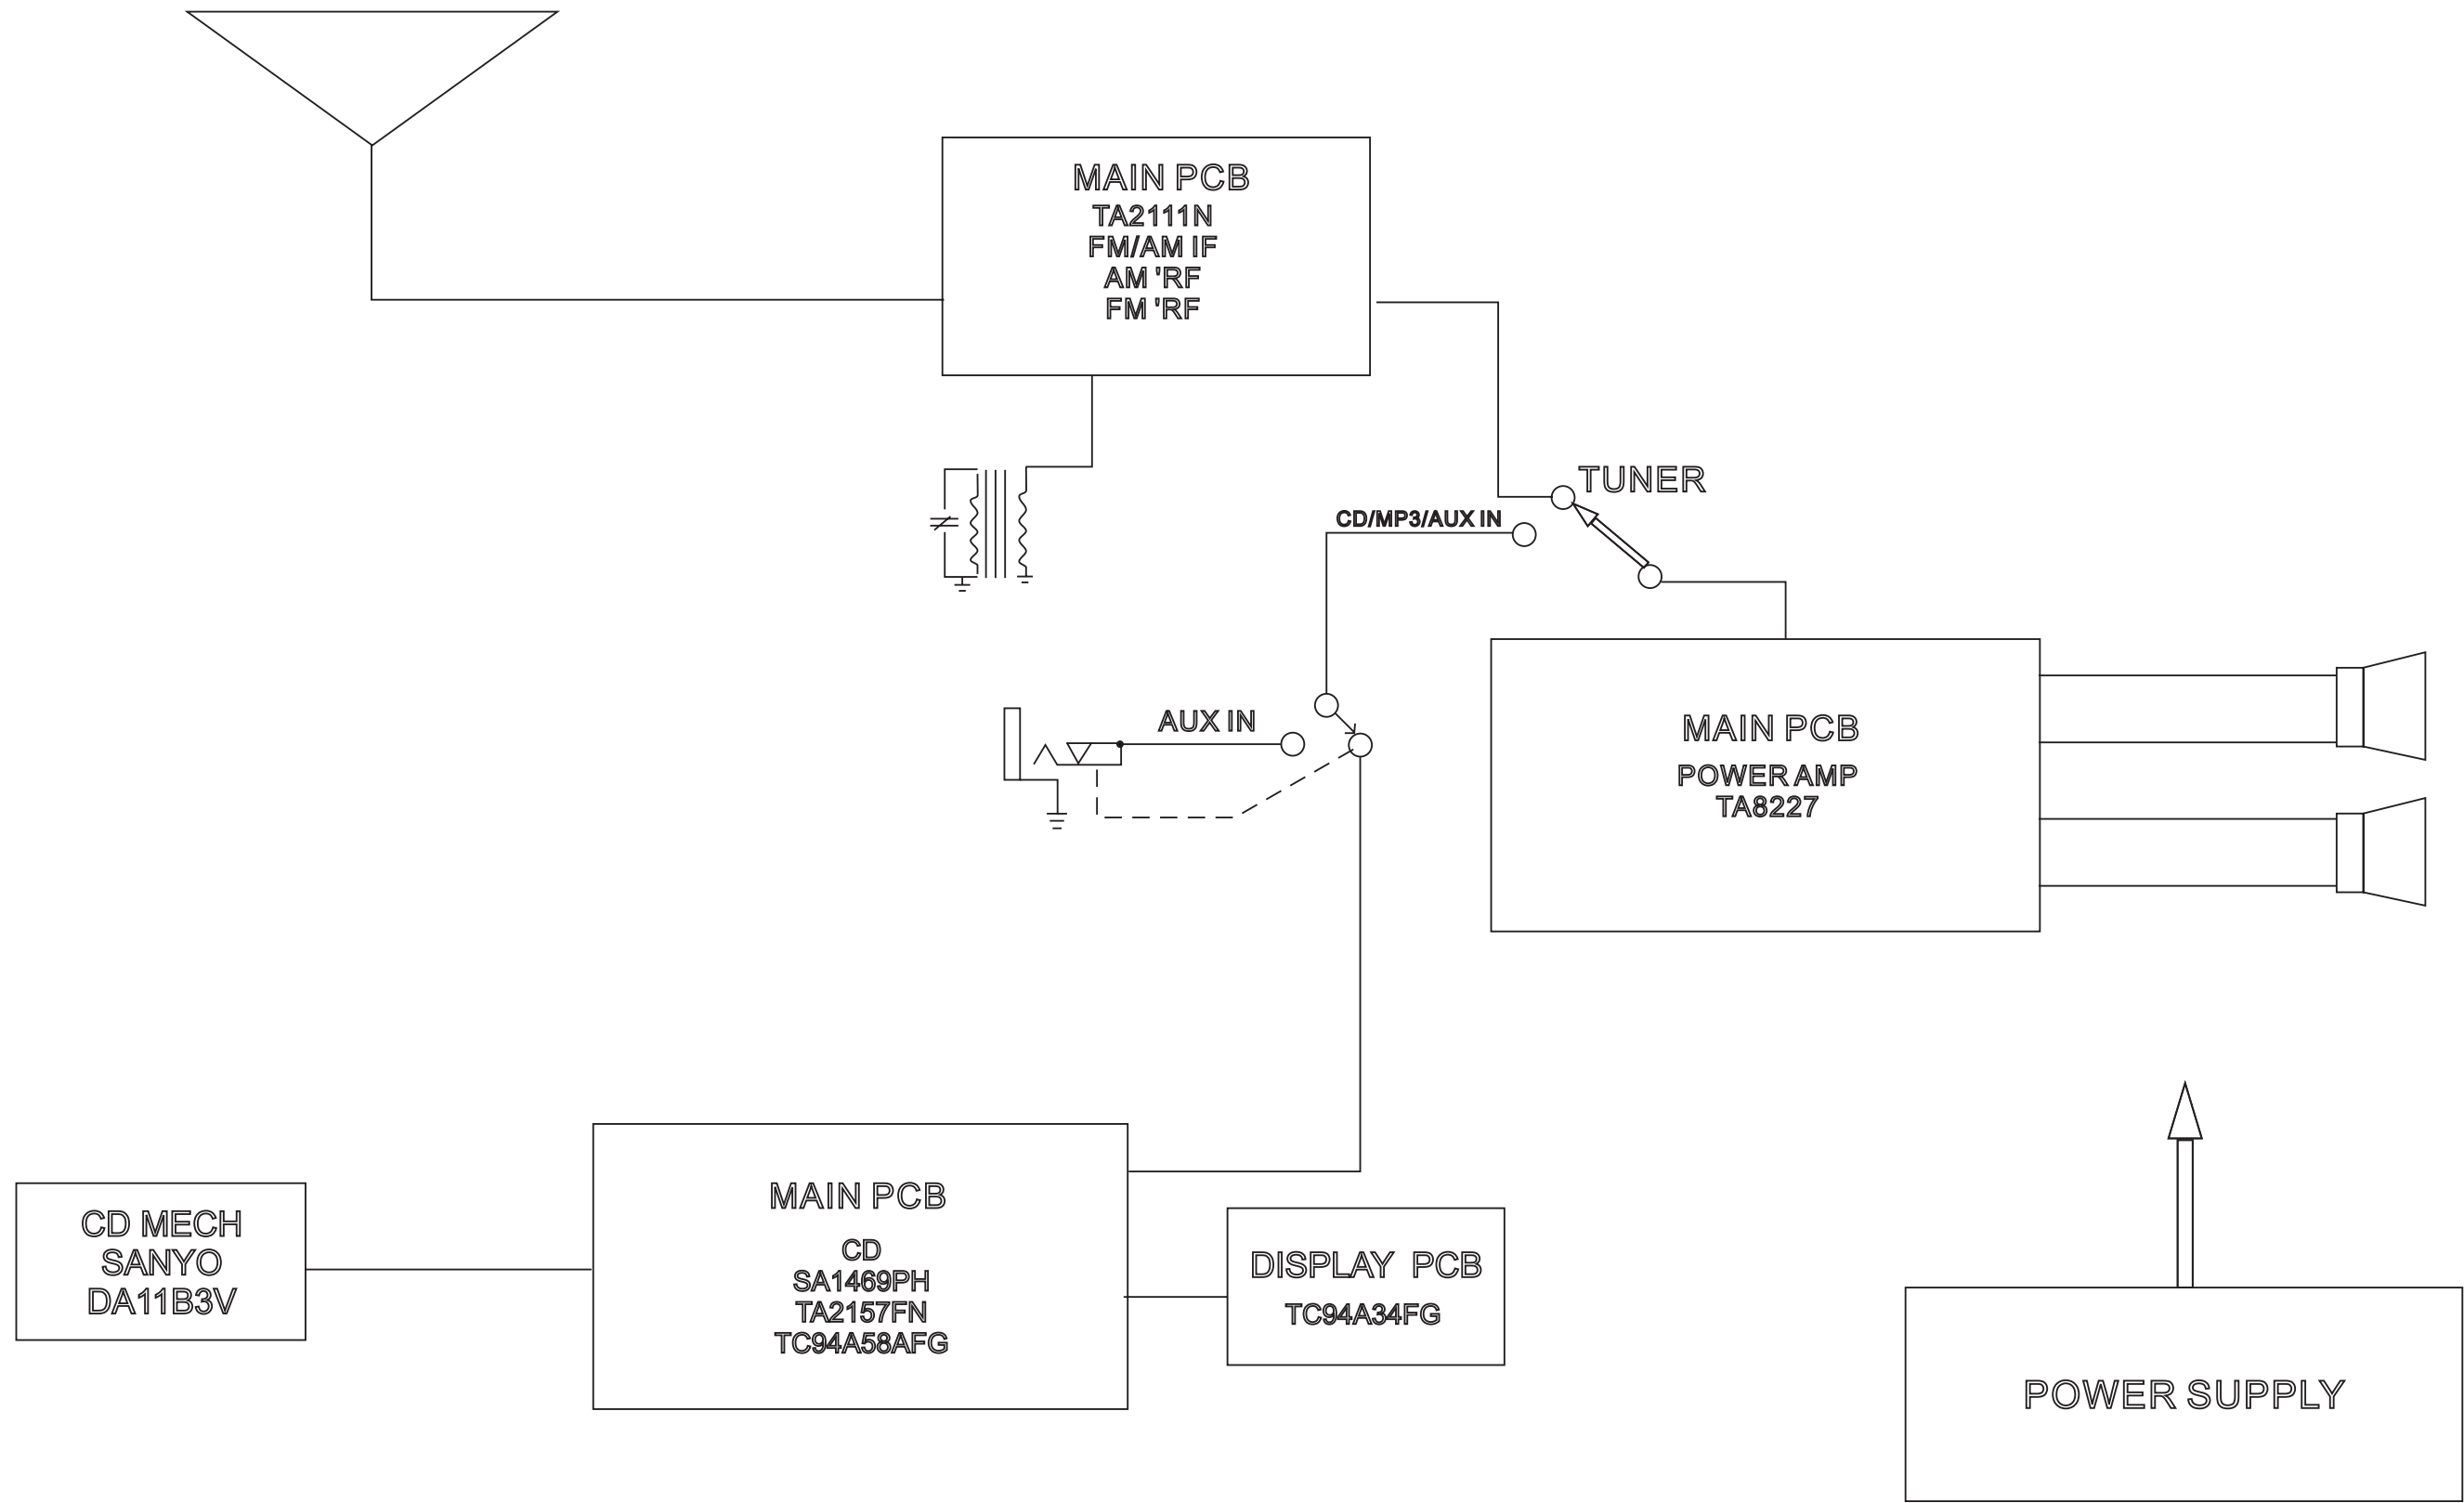 MAIN PCB
TA2111N
FM/AM IF
AM 'RF
FM 'RF
TUNER
CD/MP3/AUX IN
AUX IN
MAIN PCB
POWER AMP
TA8227
MAIN PCB
CD
SA1469PH
TA2157FN
TC94A58AFG
CD MECH
SANYO
DA11B3V
DISPLAY PCB
TC94A34FG
POWER SUPPLY